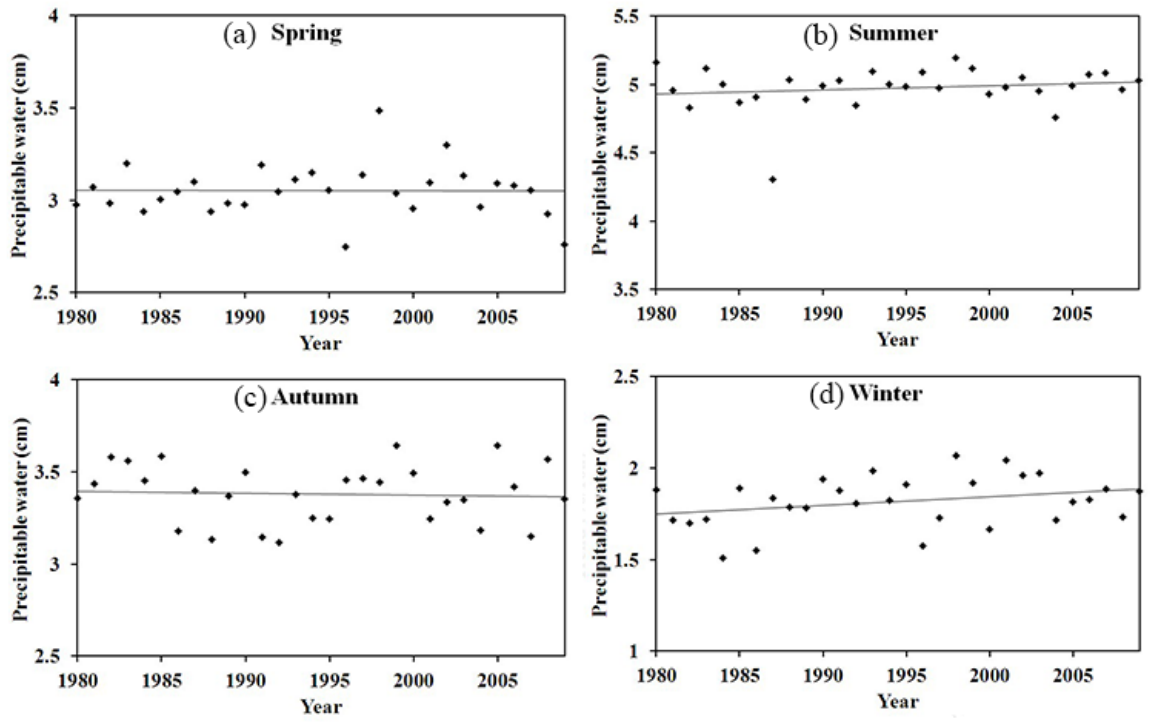 (a) Spring
Precipitable water (cm)
4
3.5
3
2.5
1980 1985 1990 1995 2000 2005
Year
(b) Summer
Precipitable water (cm)
5.5
5
4.5
4
3.5
1980 1985 1990 1995 2000 2005
Year
(c) Autumn
Precipitable water (cm)
4
3.5
3
2.5
1980 1985 1990 1995 2000 2005
Year
(d) Winter
Precipitable water (cm)
2.5
2
1.5
1
1980 1985 1990 1995 2000 2005
Year